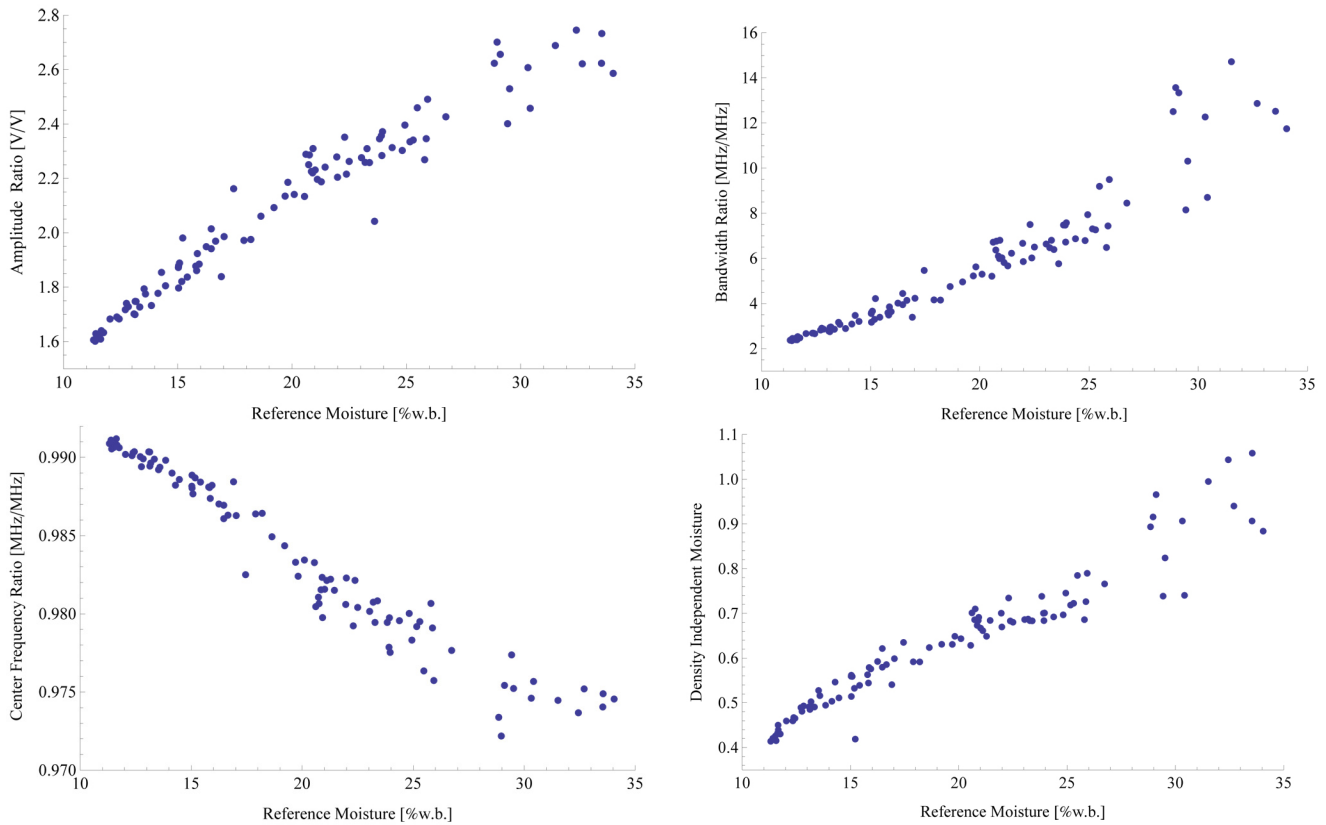 2.8
2.6
2.4
2.2
2.0
1.8
1.6
Amplitude Ratio [V/V]
10 15 20 25 30 35
Reference Moisture [%w.b.]
16
14
12
10
8
6
4
2
Bandwidth Ratio [MHz/MHz]
10 15 20 25 30 35
Reference Moisture [%w.b.]
0.990
0.985
0.980
0.975
0.970
Center Frequency Ratio [MHz/MHz]
10 15 20 25 30 35
Reference Moisture [%w.b.]
1.1
1.0
0.9
0.8
0.7
0.6
0.5
0.4
Density Independent Moisture
10 15 20 25 30 35
Reference Moisture [%w.b.]